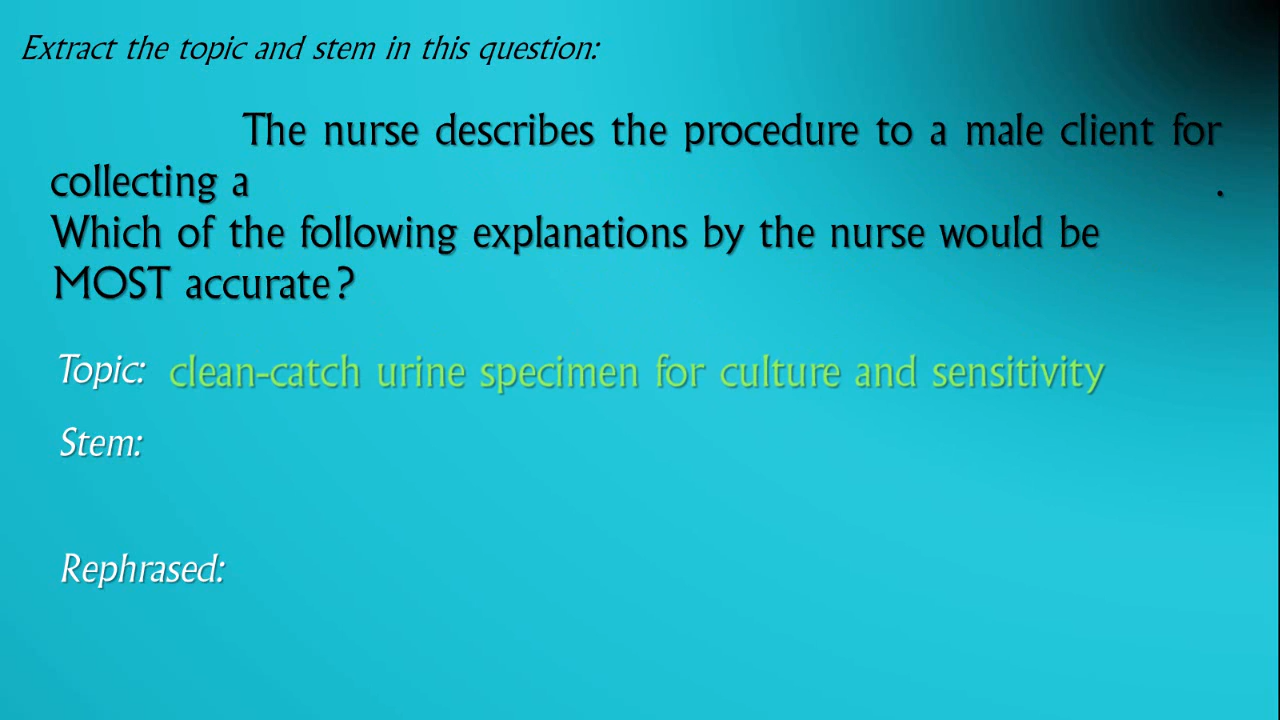 Extract the topic and stem in this question:
The nurse describes the procedure to a male client for
collecting a .
Which of the following explanations by the nurse would be
MOST accurate?
Topic: clean-catch urine specimen for culture and sensitivity
Stem:
Rephrased: